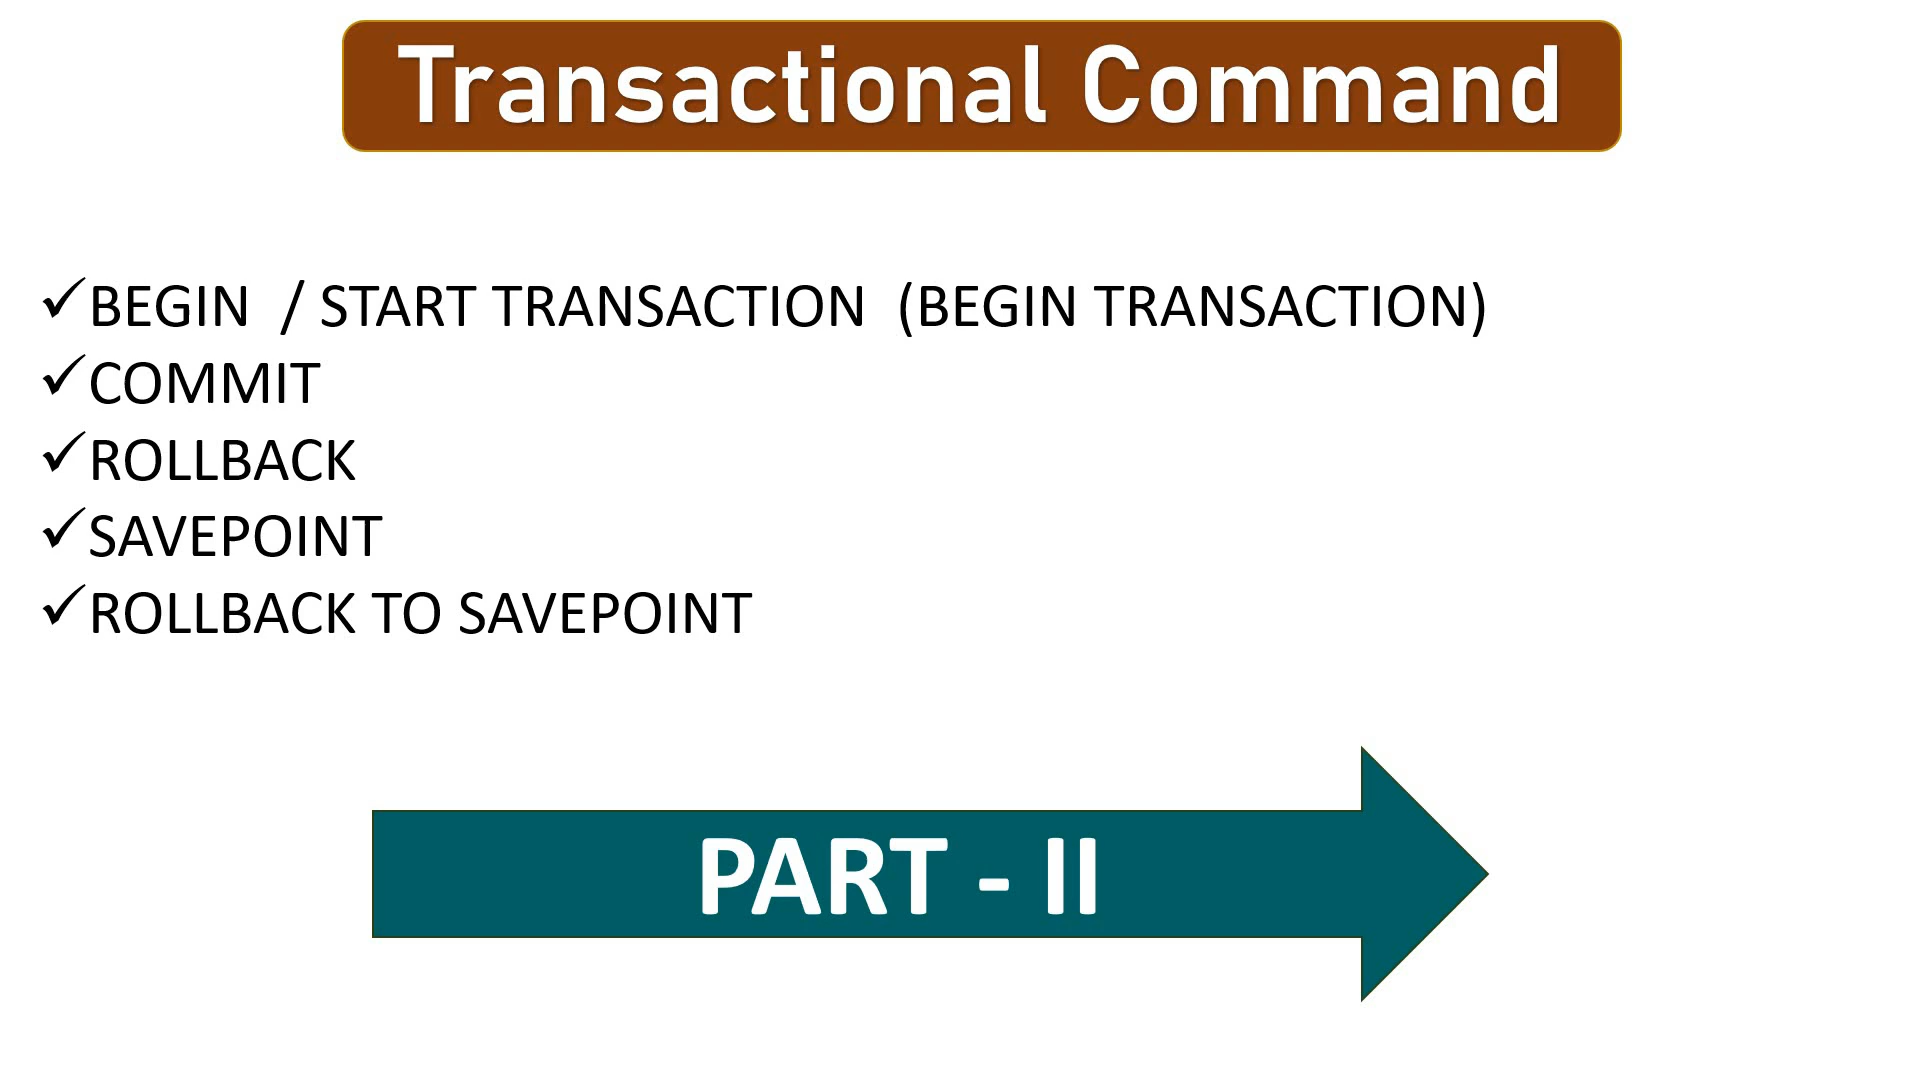 Transactional Command
✓BEGIN / START TRANSACTION (BEGIN TRANSACTION)
✓COMMIT
✓ROLLBACK
✓SAVEPOINT
✓ROLLBACK TO SAVEPOINT
PART - II